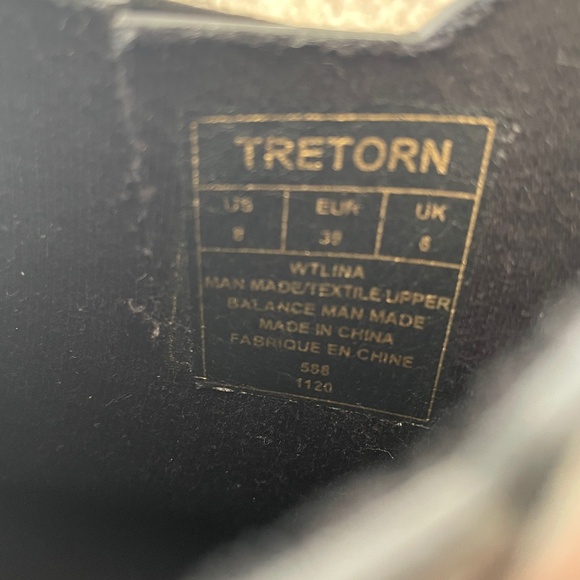 TRETORN
US EUR UK
8 39 6
WTLINA
MAN MADE/TEXTILE UPPER
BALANCE MAN MADE
MADE IN CHINA
FABRIQUE EN CHINE
588
1120